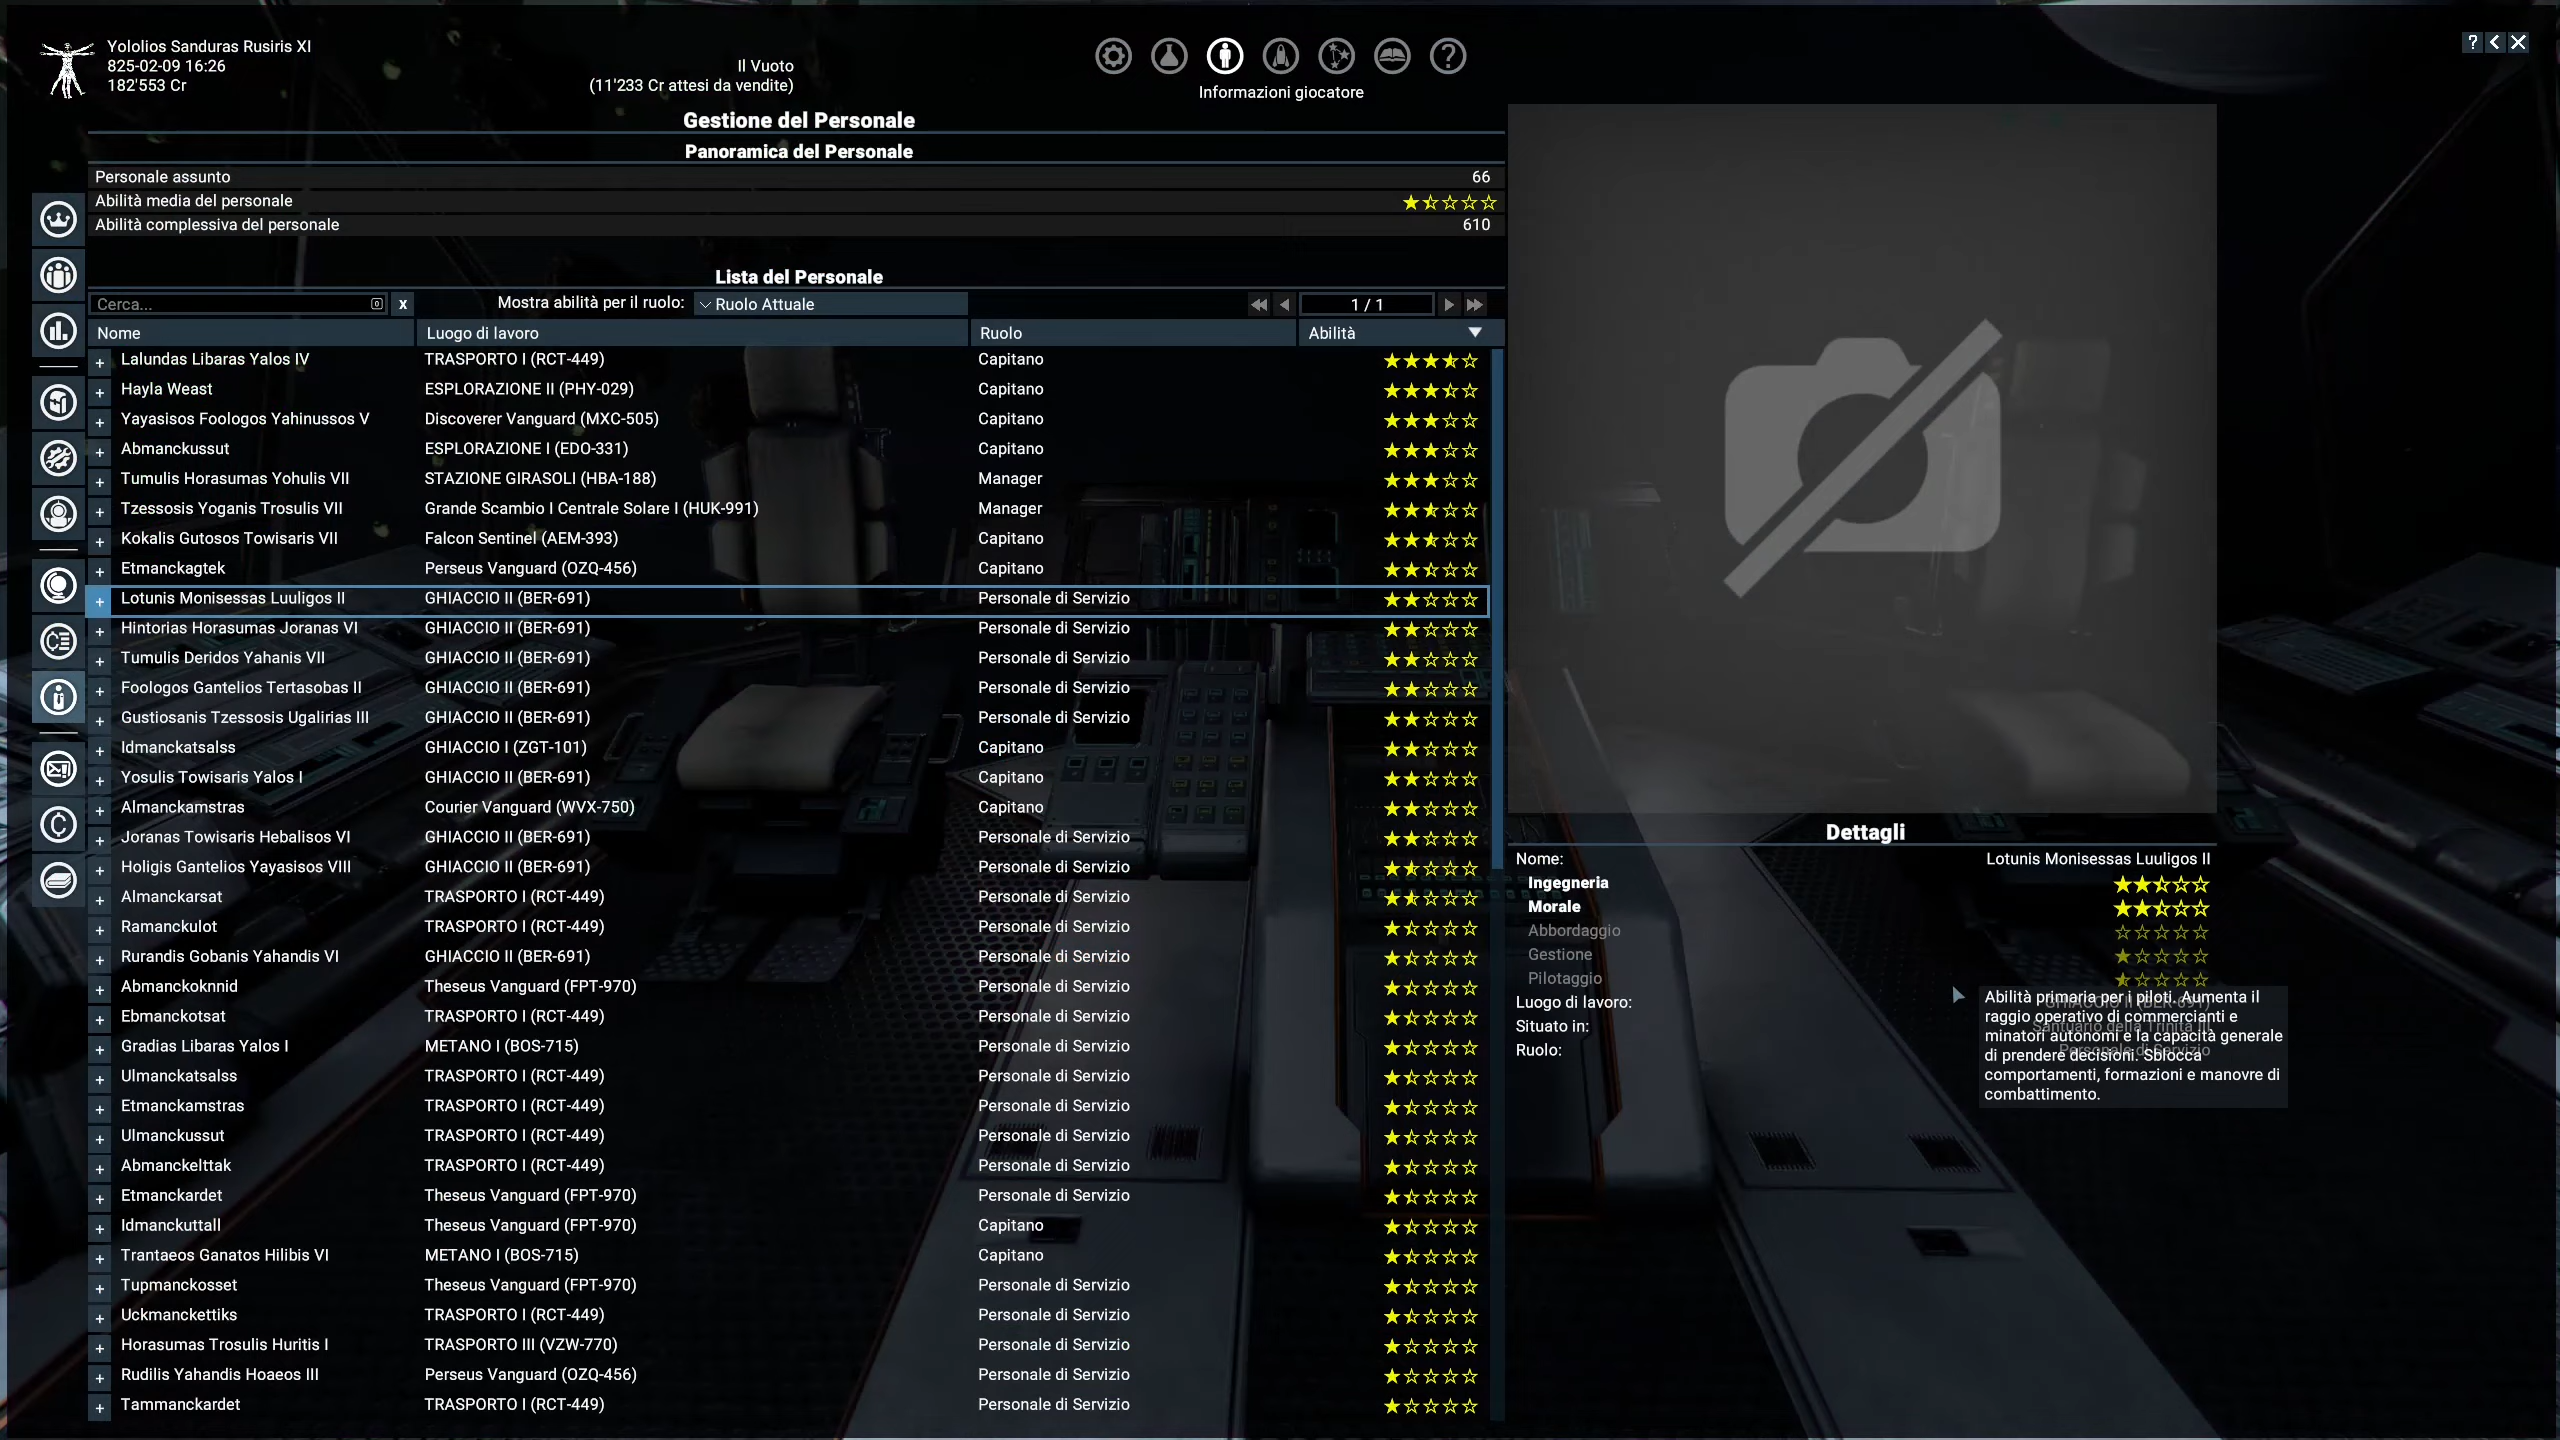 Yololios Sanduras Rusiris XI
825-02-09 16:26
182'553 Cr
Il Vuoto
(11'233 Cr attesi da vendite)
Informazioni giocatore
Gestione del Personale
Panoramica del Personale
Personale assunto 66
Abilità media del personale
Abilità complessiva del personale 610
Lista del Personale
Cerca... x Mostra abilità per il ruolo: Ruolo Attuale 1 / 1
Nome Luogo di lavoro Ruolo Abilità
+ Lalundas Libaras Yalos IV TRASPORTO I (RCT-449) Capitano
+ Hayla Weast ESPLORAZIONE II (PHY-029) Capitano
+ Yayasisos Foologos Yahinussos V Discoverer Vanguard (MXC-505) Capitano
+ Abmanckussut ESPLORAZIONE I (EDO-331) Capitano
+ Tumulis Horasumas Yohulis VII STAZIONE GIRASOLI (HBA-188) Manager
+ Tzessosis Yoganis Trosulis VII Grande Scambio I Centrale Solare I (HUK-991) Manager
+ Kokalis Gutosos Towisaris VII Falcon Sentinel (AEM-393) Capitano
+ Etmanckagtek Perseus Vanguard (OZQ-456) Capitano
+ Lotunis Monisessas Luuligos II GHIACCIO II (BER-691) Personale di Servizio
+ Hintorias Horasumas Joranas VI GHIACCIO II (BER-691) Personale di Servizio
+ Tumulis Deridos Yahanis VII GHIACCIO II (BER-691) Personale di Servizio
+ Foologos Gantelios Tertasobas II GHIACCIO II (BER-691) Personale di Servizio
+ Gustiosanis Tzessosis Ugalirias III GHIACCIO II (BER-691) Personale di Servizio
+ Idmanckatsalss GHIACCIO I (ZGT-101) Capitano
+ Yosulis Towisaris Yalos I GHIACCIO II (BER-691) Capitano
+ Almanckamstras Courier Vanguard (WVX-750) Capitano
+ Joranas Towisaris Hebalisos VI GHIACCIO II (BER-691) Personale di Servizio
+ Holigis Gantelios Yayasisos VIII GHIACCIO II (BER-691) Personale di Servizio
+ Almanckarsat TRASPORTO I (RCT-449) Personale di Servizio
+ Ramanckulot TRASPORTO I (RCT-449) Personale di Servizio
+ Rurandis Gobanis Yahandis VI GHIACCIO II (BER-691) Personale di Servizio
+ Abmanckoknnid Theseus Vanguard (FPT-970) Personale di Servizio
+ Ebmanckotsat TRASPORTO I (RCT-449) Personale di Servizio
+ Gradias Libaras Yalos I METANO I (BOS-715) Personale di Servizio
+ Ulmanckatsalss TRASPORTO I (RCT-449) Personale di Servizio
+ Etmanckamstras TRASPORTO I (RCT-449) Personale di Servizio
+ Ulmanckussut TRASPORTO I (RCT-449) Personale di Servizio
+ Abmanckelttak TRASPORTO I (RCT-449) Personale di Servizio
+ Etmanckardet Theseus Vanguard (FPT-970) Personale di Servizio
+ Idmanckuttall Theseus Vanguard (FPT-970) Capitano
+ Trantaeos Ganatos Hilibis VI METANO I (BOS-715) Capitano
+ Tupmanckosset Theseus Vanguard (FPT-970) Personale di Servizio
+ Uckmanckettiks TRASPORTO I (RCT-449) Personale di Servizio
+ Horasumas Trosulis Huritis I TRASPORTO III (VZW-770) Personale di Servizio
+ Rudilis Yahandis Hoaeos III Perseus Vanguard (OZQ-456) Personale di Servizio
+ Tammanckardet TRASPORTO I (RCT-449) Personale di Servizio
Dettagli
Nome: Lotunis Monisessas Luuligos II
Ingegneria
Morale
Abbordaggio
Gestione
Pilotaggio
Luogo di lavoro: GHIACCIO II (BER-691)
Situato in: Santuario della Trinità III
Ruolo: Personale di Servizio
Abilità primaria per i piloti. Aumenta il
raggio operativo di commercianti e
minatori autonomi e la capacità generale
di prendere decisioni. Sblocca
comportamenti, formazioni e manovre di
combattimento.